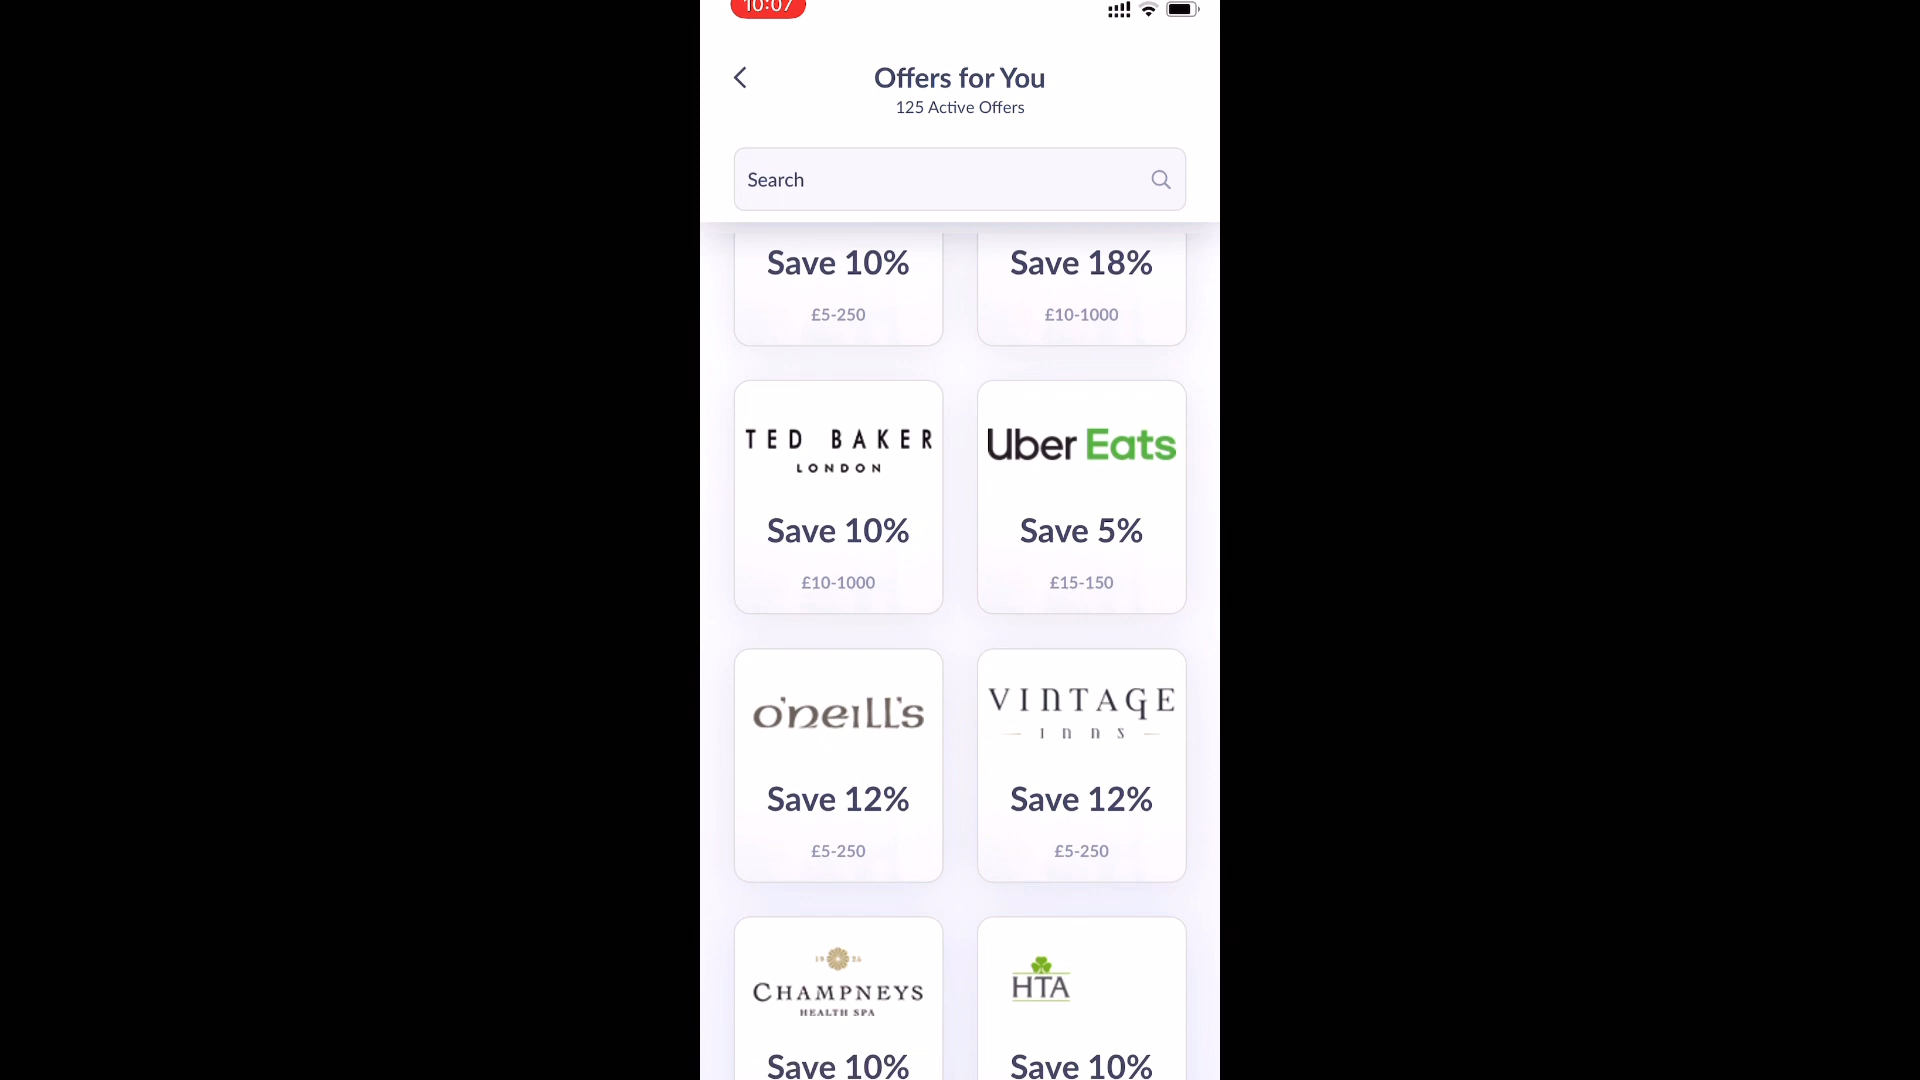 10:07
Offers for You
125 Active Offers
Search
Save 10%
Save 18%
£5-250
£10-1000
TED BAKER
LONDON
Uber Eats
Save 10%
Save 5%
£10-1000
£15-150
o'neill's
VINTAGE
INNS
Save 12%
Save 12%
£5-250
£5-250
19 26
CHAMPNEYS
HEALTH SPA
HTA
Save 10%
Save 10%